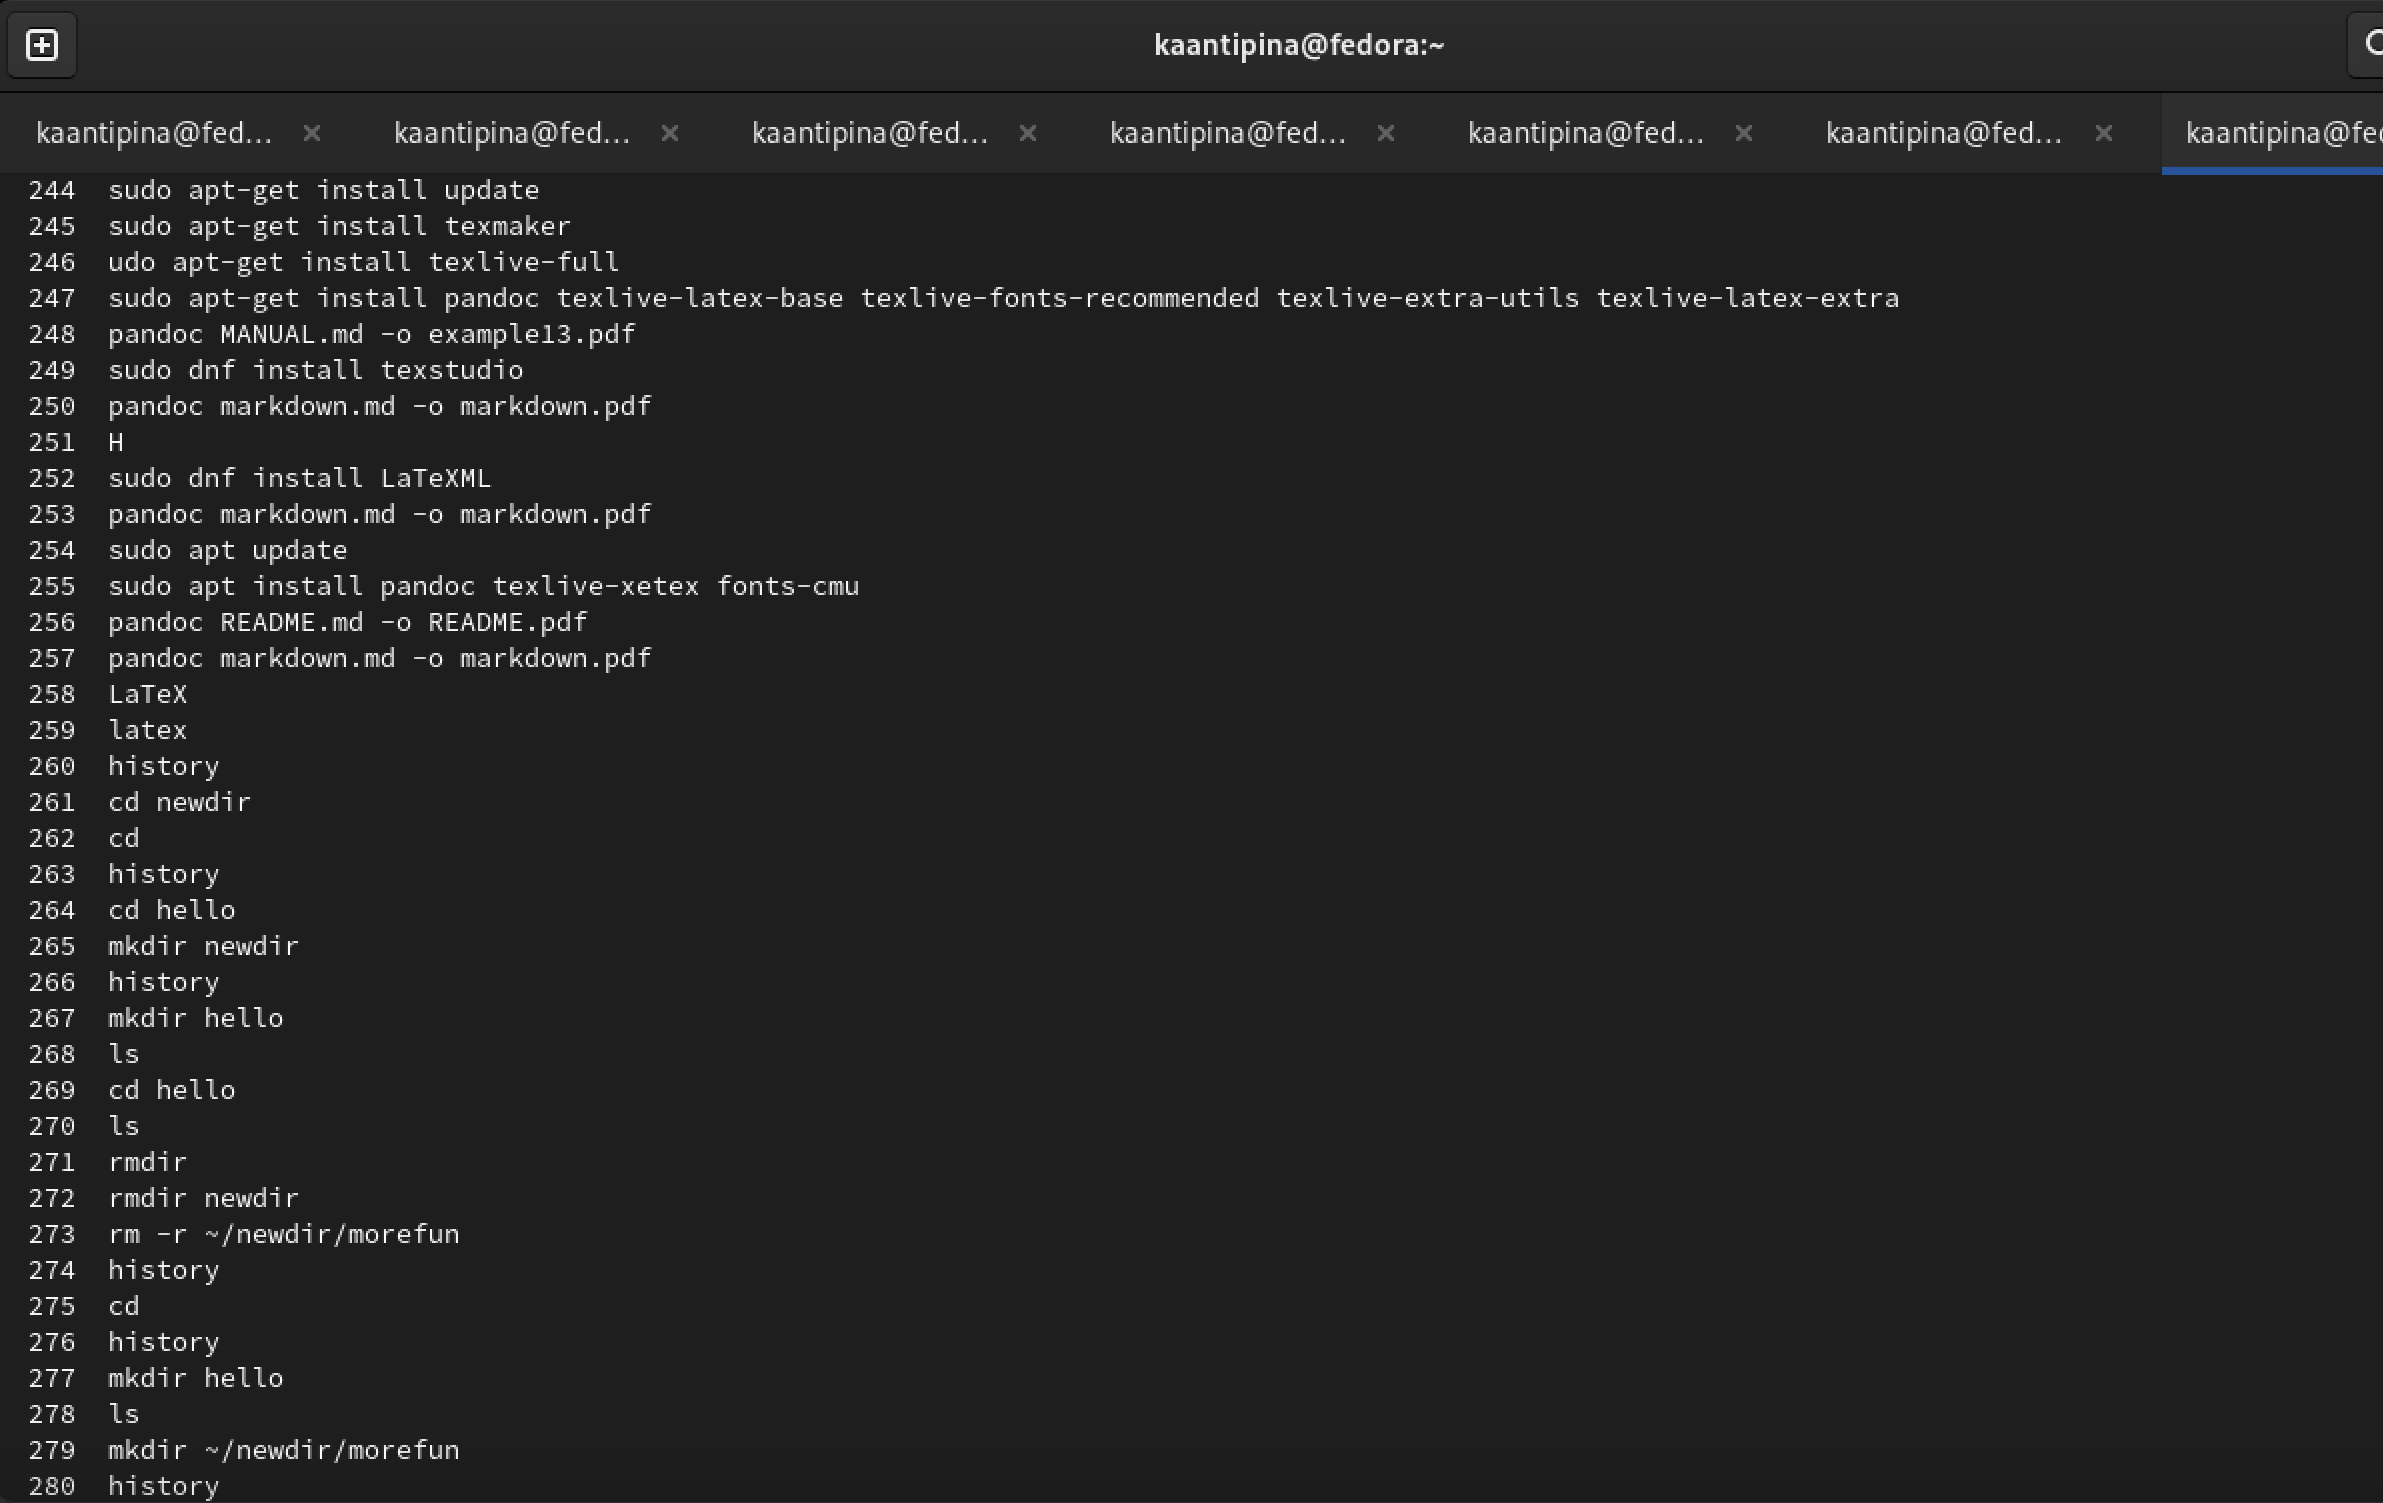 kaantipina@fedora:~
kaantipina@fed... × kaantipina@fed... × kaantipina@fed... × kaantipina@fed... × kaantipina@fed... × kaantipina@fed... × kaantipina@fed
244 sudo apt-get install update
245 sudo apt-get install texmaker
246 udo apt-get install texlive-full
247 sudo apt-get install pandoc texlive-latex-base texlive-fonts-recommended texlive-extra-utils texlive-latex-extra
248 pandoc MANUAL.md -o example13.pdf
249 sudo dnf install texstudio
250 pandoc markdown.md -o markdown.pdf
251 H
252 sudo dnf install LaTeXML
253 pandoc markdown.md -o markdown.pdf
254 sudo apt update
255 sudo apt install pandoc texlive-xetex fonts-cmu
256 pandoc README.md -o README.pdf
257 pandoc markdown.md -o markdown.pdf
258 LaTeX
259 latex
260 history
261 cd newdir
262 cd
263 history
264 cd hello
265 mkdir newdir
266 history
267 mkdir hello
268 ls
269 cd hello
270 ls
271 rmdir
272 rmdir newdir
273 rm -r ~/newdir/morefun
274 history
275 cd
276 history
277 mkdir hello
278 ls
279 mkdir ~/newdir/morefun
280 history